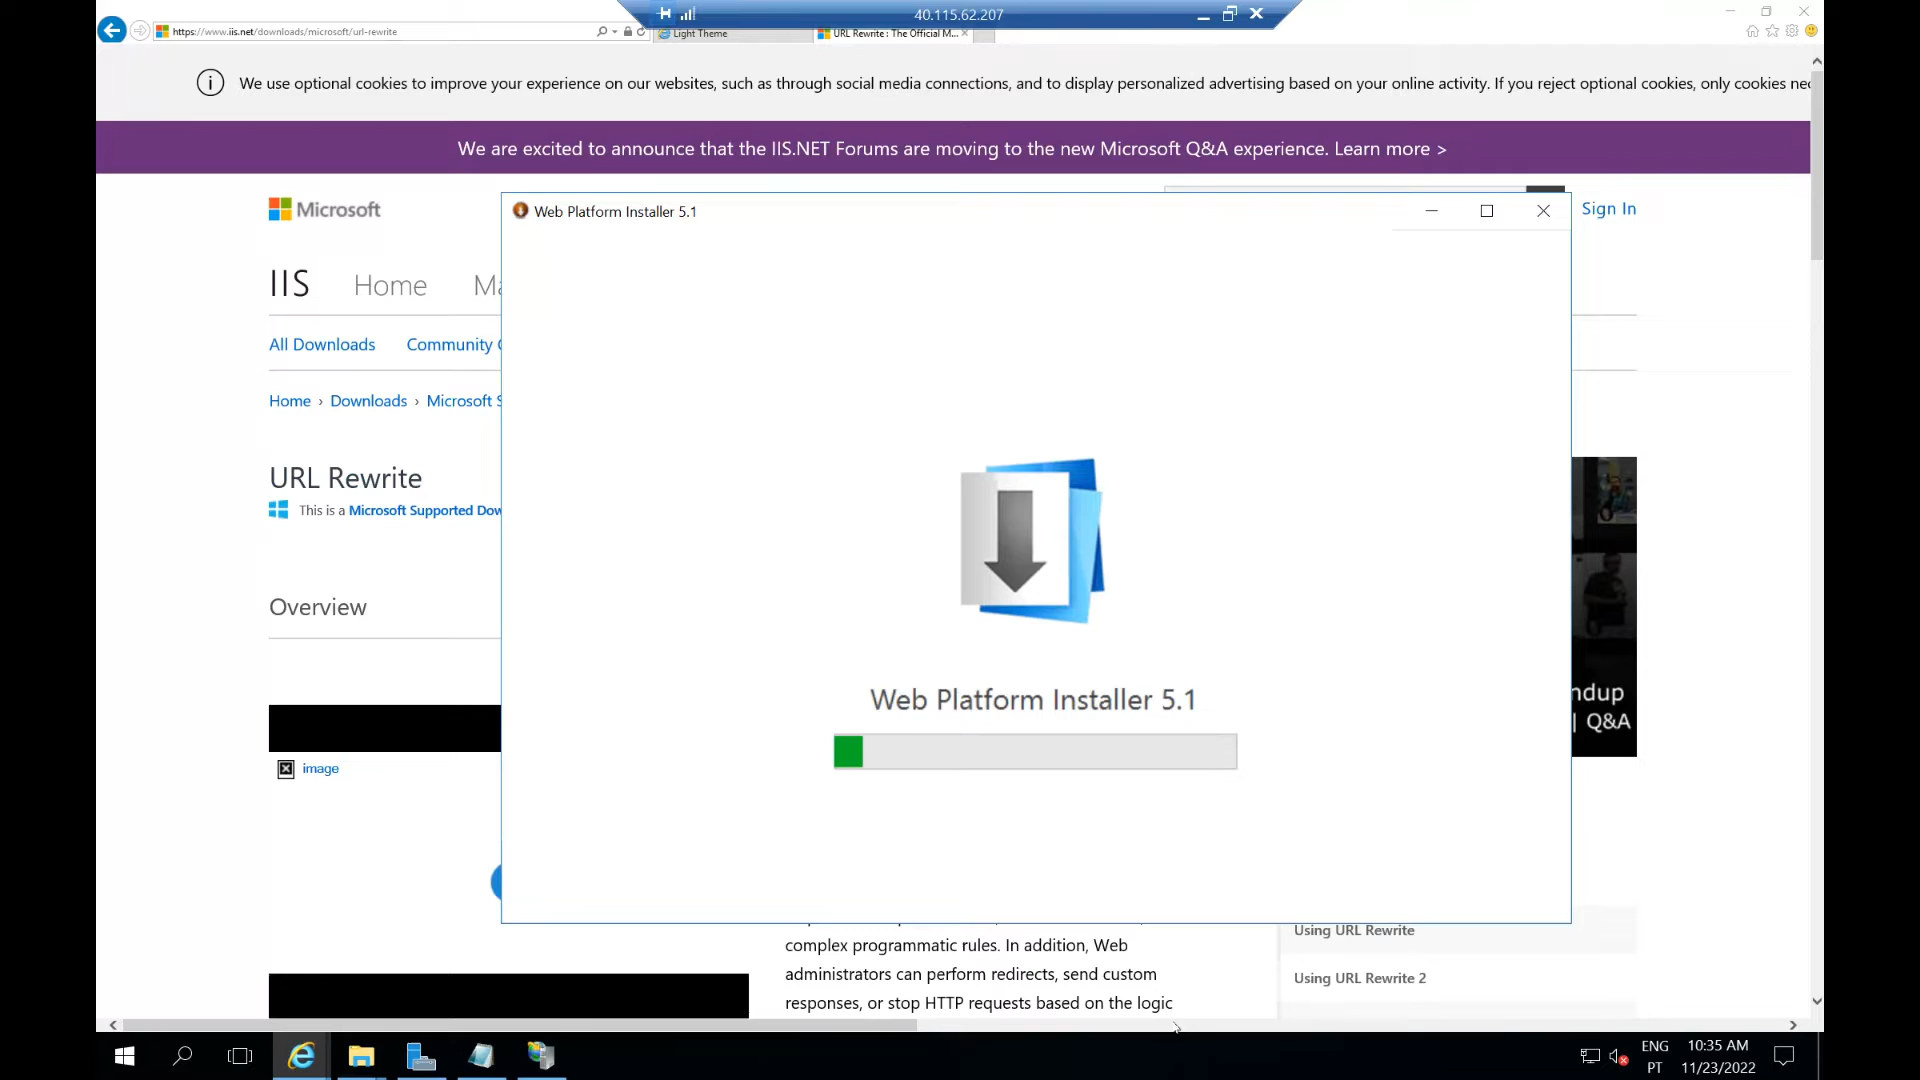 40.115.62.207
https://www.iis.net/downloads/microsoft/url-rewrite
Light Theme
URL Rewrite : The Official M...
We use optional cookies to improve your experience on our websites, such as through social media connections, and to display personalized advertising based on your online activity. If you reject optional cookies, only cookies nec
We are excited to announce that the IIS.NET Forums are moving to the new Microsoft Q&A experience. Learn more >
Microsoft
Web Platform Installer 5.1
Sign In
IIS
Home
Ma
All Downloads
Community
Home › Downloads › Microsoft S
URL Rewrite
This is a Microsoft Supported Dow
Overview
ndup
| Q&A
Web Platform Installer 5.1
image
complex programmatic rules. In addition, Web
administrators can perform redirects, send custom
responses, or stop HTTP requests based on the logic
Using URL Rewrite
Using URL Rewrite 2
ENG
PT
10:35 AM
11/23/2022